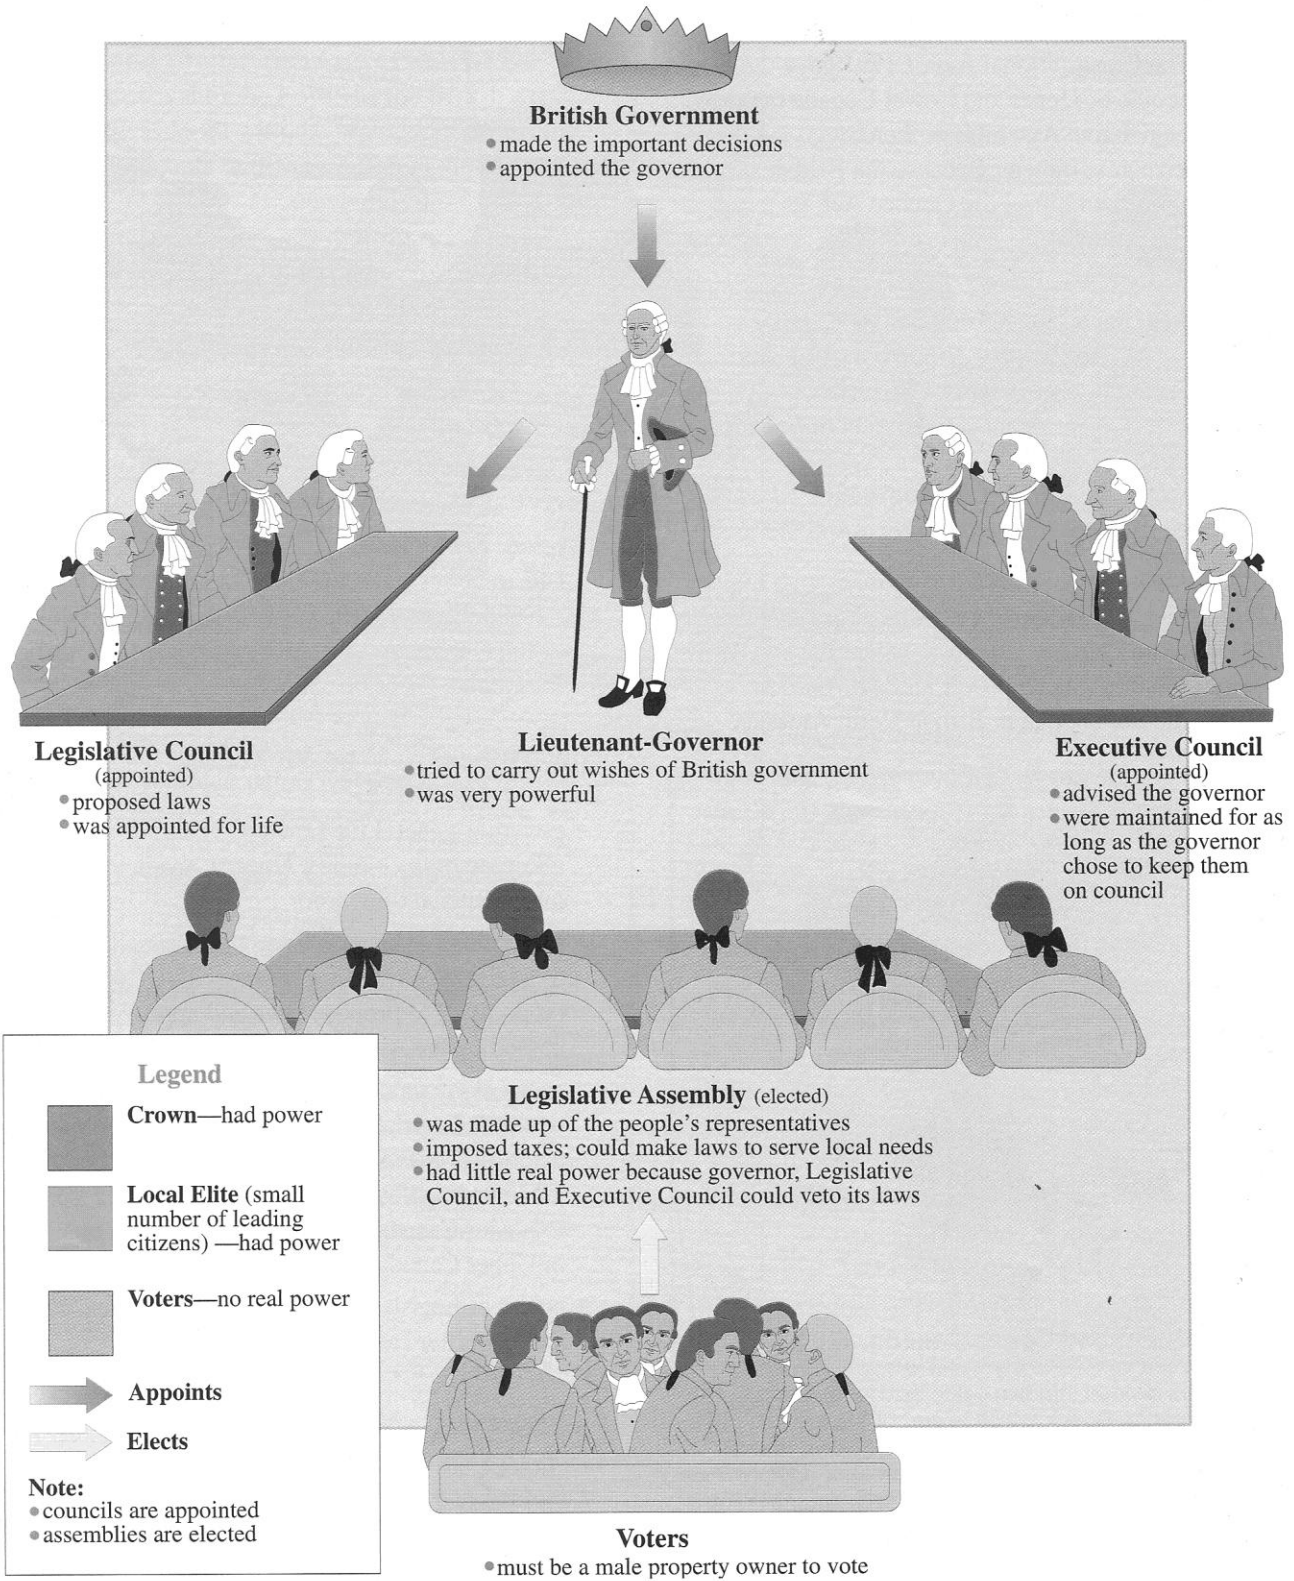 British Government
• made the important decisions
• appointed the governor
Legislative Council
(appointed)
• proposed laws
• was appointed for life
Lieutenant-Governor
• tried to carry out wishes of British government
• was very powerful
Executive Council
(appointed)
• advised the governor
• were maintained for as
long as the governor
chose to keep them
on council
Legislative Assembly (elected)
• was made up of the people's representatives
• imposed taxes; could make laws to serve local needs
• had little real power because governor, Legislative
Council, and Executive Council could veto its laws
Legend
Crown—had power
Local Elite (small
number of leading
citizens) —had power
Voters—no real power
Appoints
Elects
Note:
• councils are appointed
• assemblies are elected
Voters
• must be a male property owner to vote